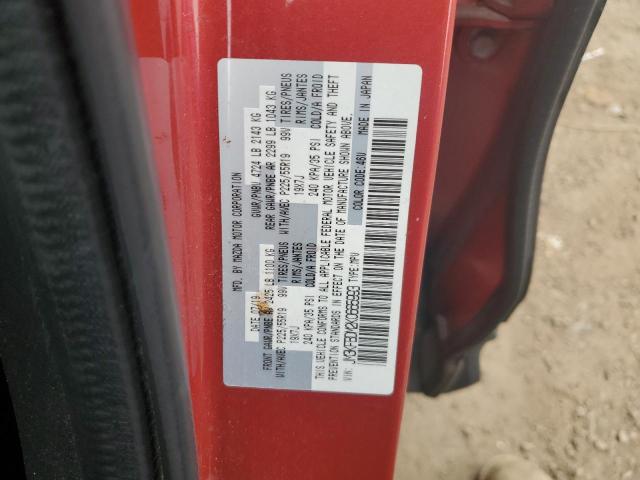 MFD. BY MAZDA MOTOR CORPORATION
DATE: 07/19 GVWR/PNBV. 4724 LB 2143 KG
FRONT GAWR/PNBE AV 2425 LB 1100 KG REAR GAWR/PNBE AR 2299 LB 1043 KG
WITH/AVEC P225/55R19 99V TIRES/PNEUS WITH/AVEC P225/55R19 99V TIRES/PNEUS
19X7J RIMS/JANTES 19X7J RIMS/JANTES
240 KPA/35 PSI COLD/A FROID 240 KPA/35 PSI COLD/A FROID
THIS VEHICLE CONFORMS TO ALL APPLICABLE FEDERAL MOTOR VEHICLE SAFETY AND THEFT
PREVENTION STANDARDS IN EFFECT ON THE DATE OF MANUFACTURE SHOWN ABOVE.
TYPE: MPV COLOR CODE: 46V MADE IN JAPAN
VIN: